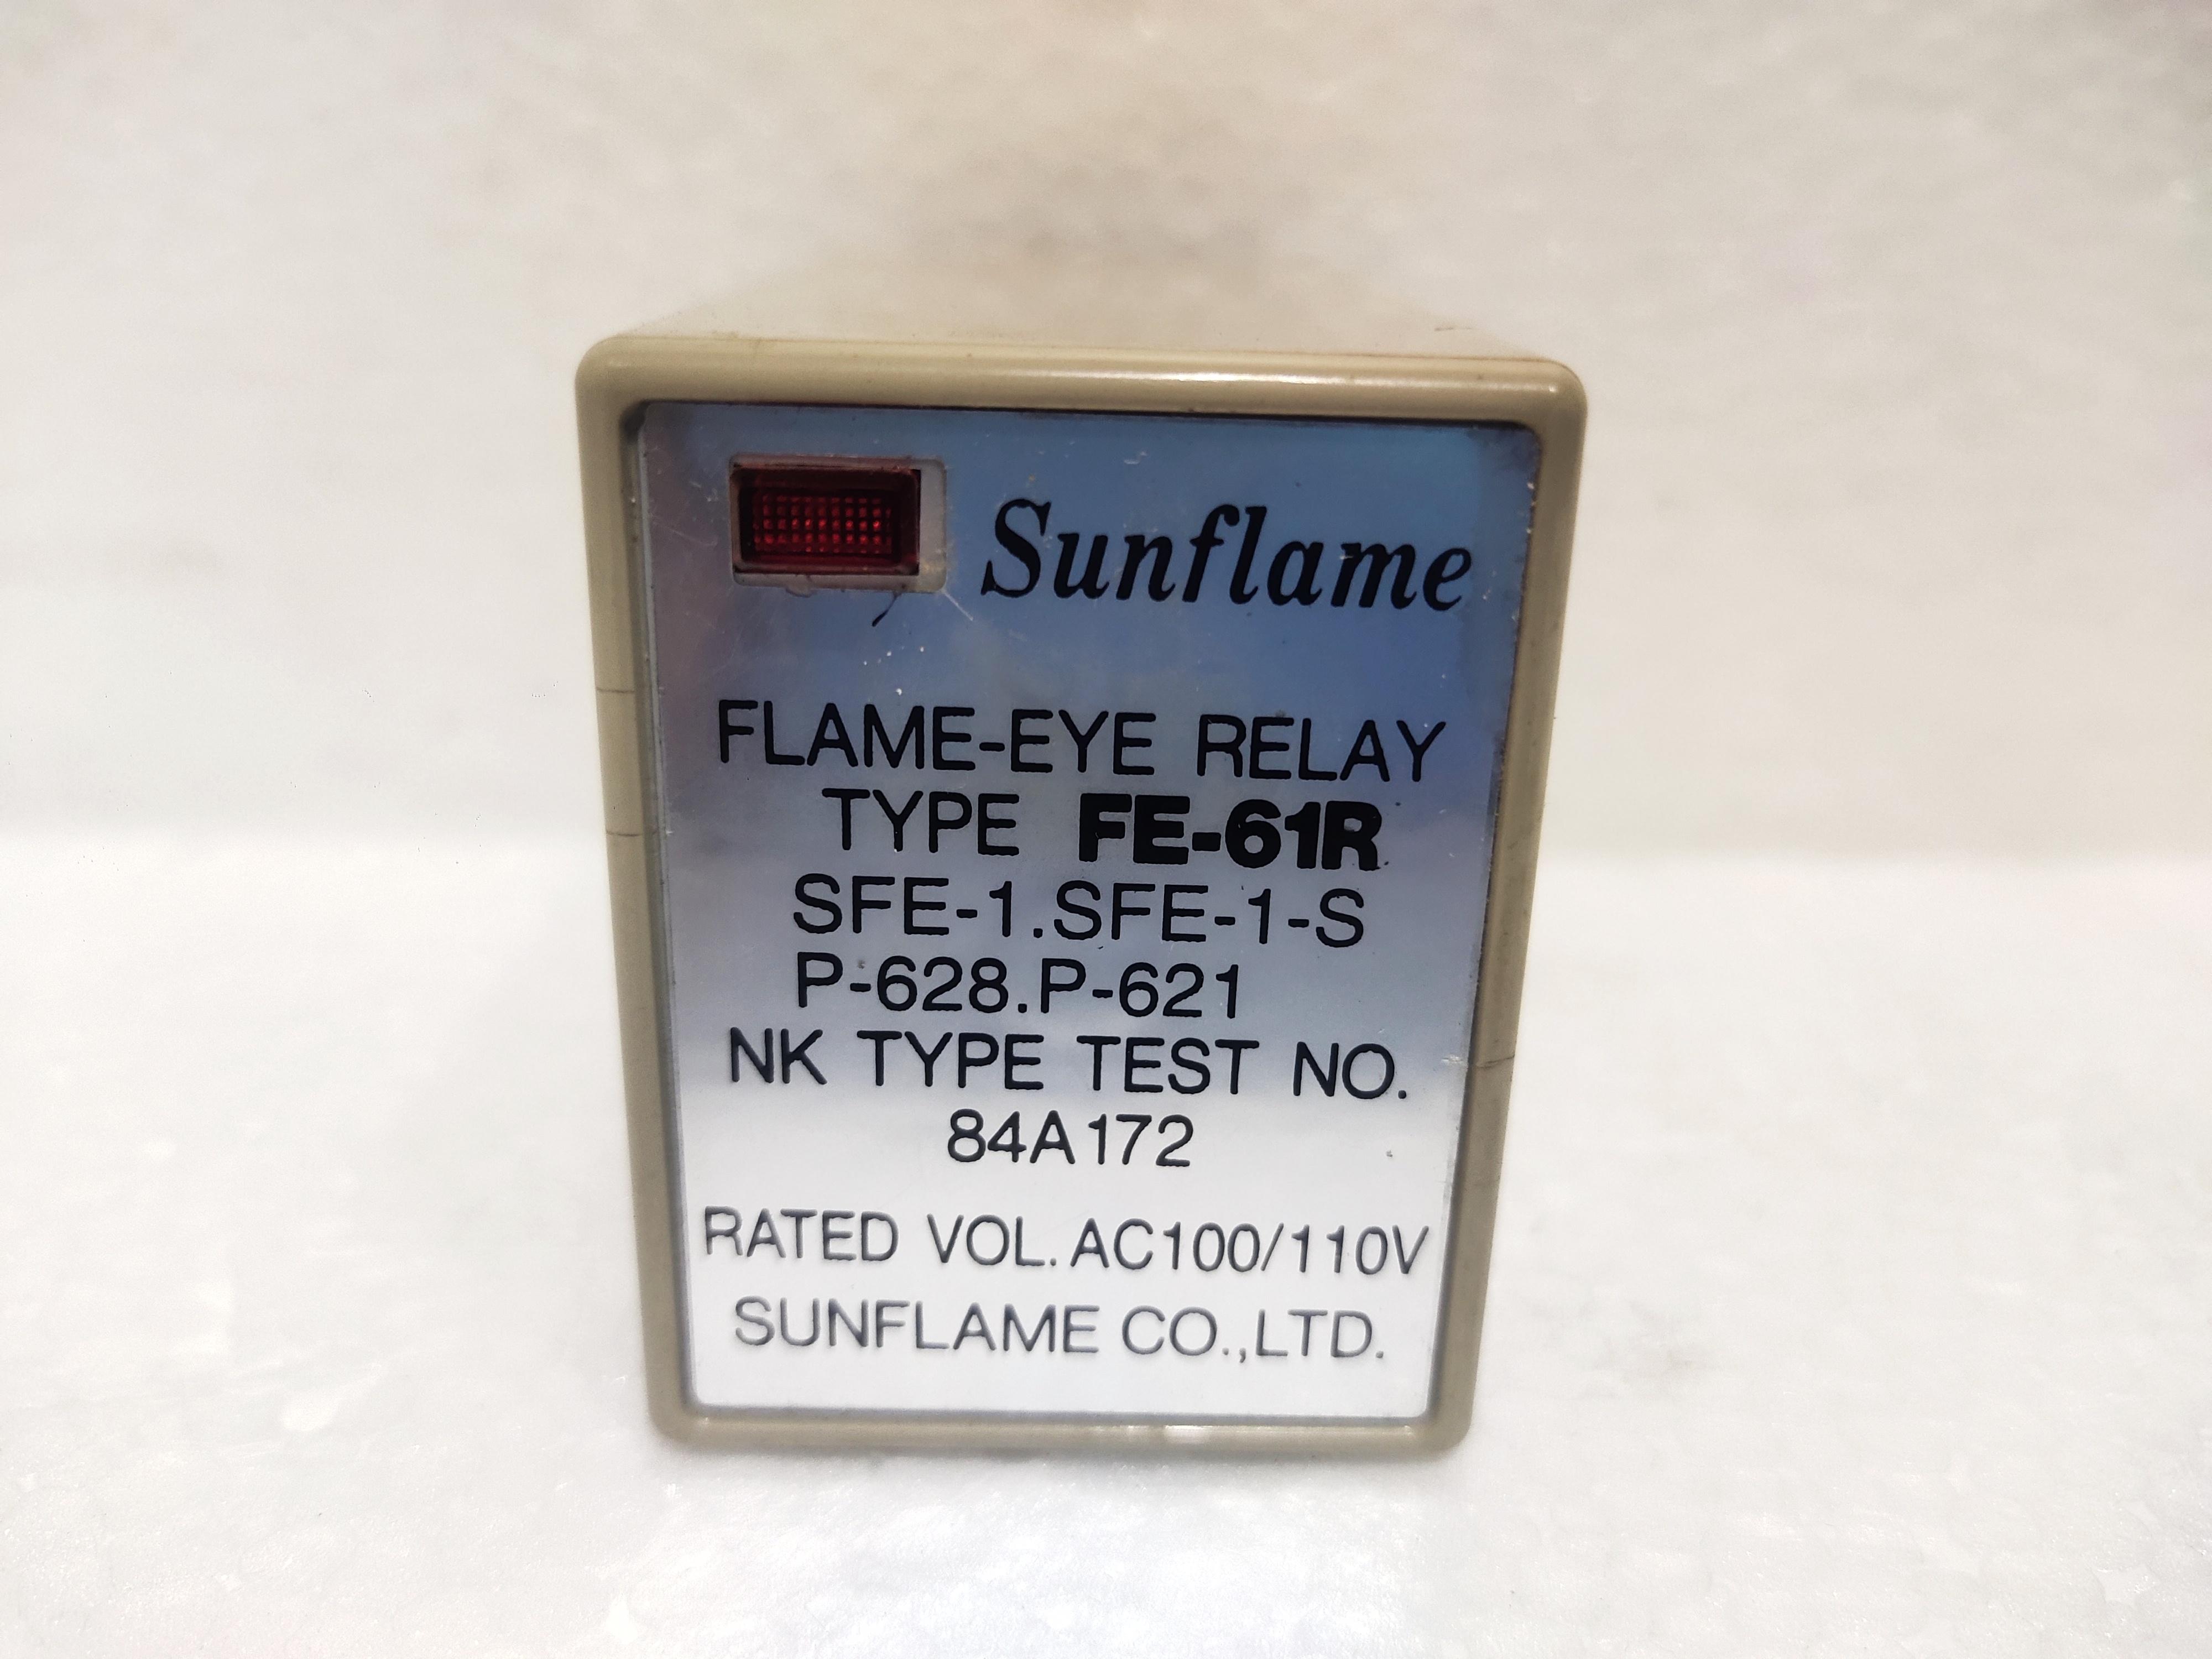 Sunflame
FLAME-EYE RELAY
TYPE FE-61R
SFE-1.SFE-1-S
P-628.P-621
NK TYPE TEST NO.
84A172
RATED VOL.AC100/110V
SUNFLAME CO.,LTD.